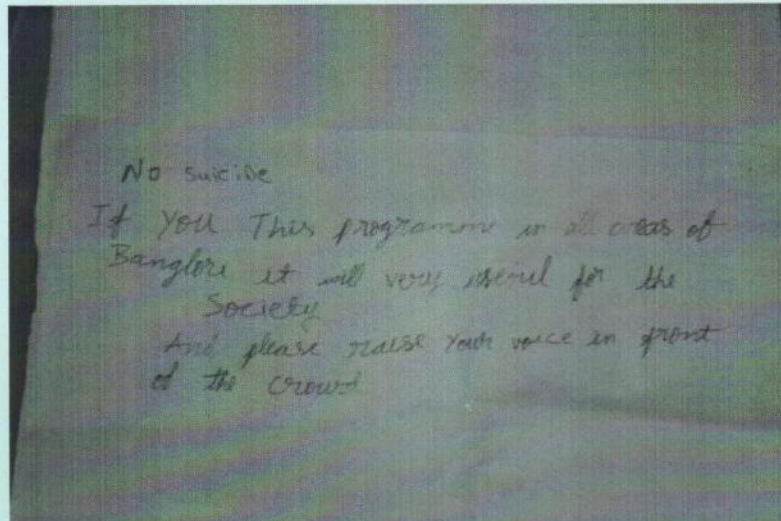 No suicide
If You This programme in all areas of
Banglore it will very useful for the
Society
And please raise Your voice in front
of the crowd